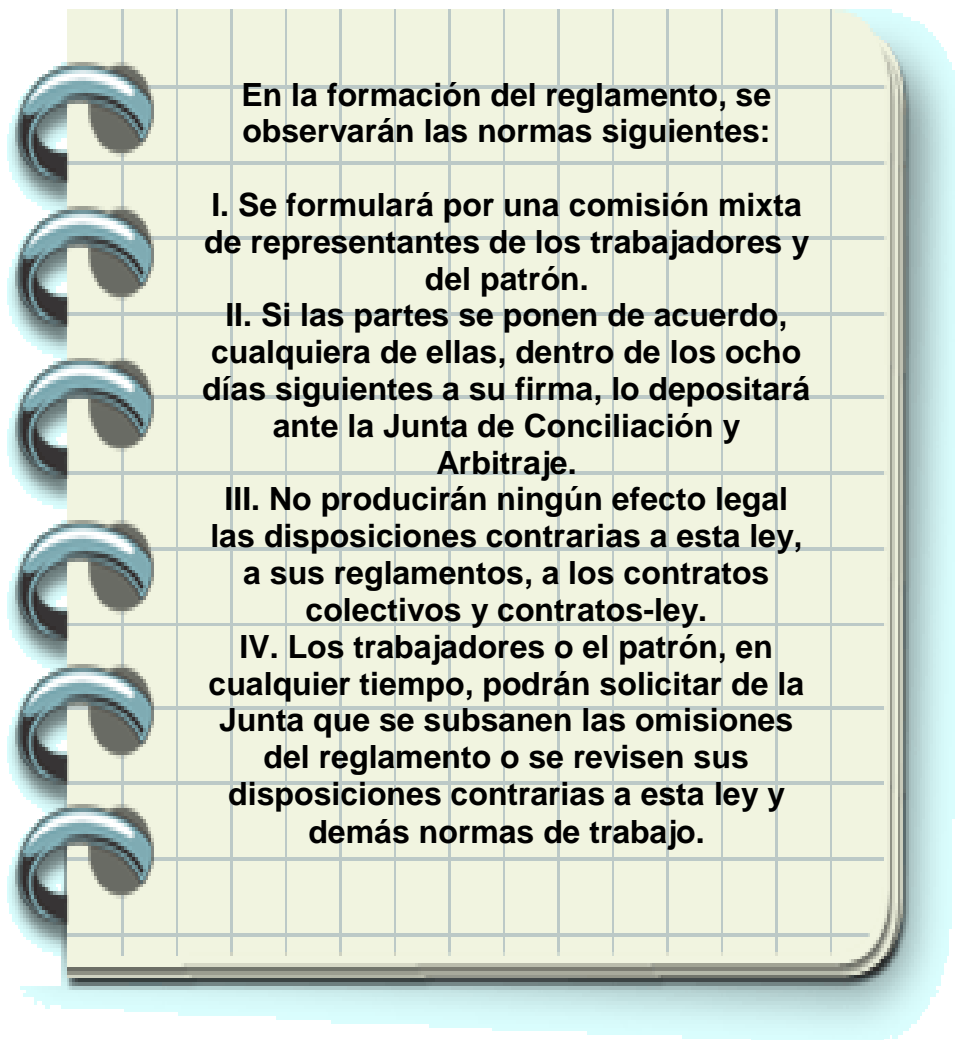 En la formación del reglamento, se
observarán las normas siguientes:
I. Se formulará por una comisión mixta
de representantes de los trabajadores y
del patrón.
II. Si las partes se ponen de acuerdo,
cualquiera de ellas, dentro de los ocho
días siguientes a su firma, lo depositará
ante la Junta de Conciliación y
Arbitraje.
III. No producirán ningún efecto legal
las disposiciones contrarias a esta ley,
a sus reglamentos, a los contratos
colectivos y contratos-ley.
IV. Los trabajadores o el patrón, en
cualquier tiempo, podrán solicitar de la
Junta que se subsanen las omisiones
del reglamento o se revisen sus
disposiciones contrarias a esta ley y
demás normas de trabajo.